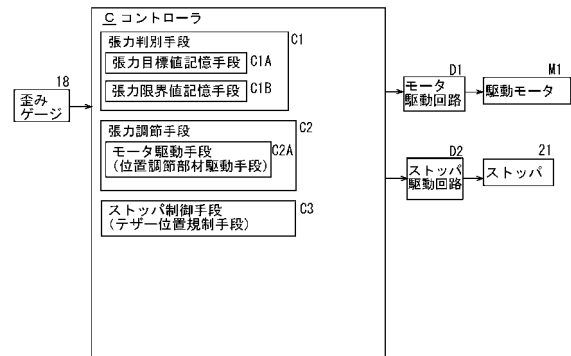 C コントローラ
張力判別手段
C1
張力目標値記憶手段
C1A
張力限界値記憶手段
C1B
張力調節手段
C2
モータ駆動手段
(位置調節部材駆動手段)
C2A
ストッパ制御手段
(テザー位置規制手段)
C3
18
歪み
ゲージ
D1
モータ
駆動回路
M1
駆動モータ
D2
ストッパ
駆動回路
21
ストッパ